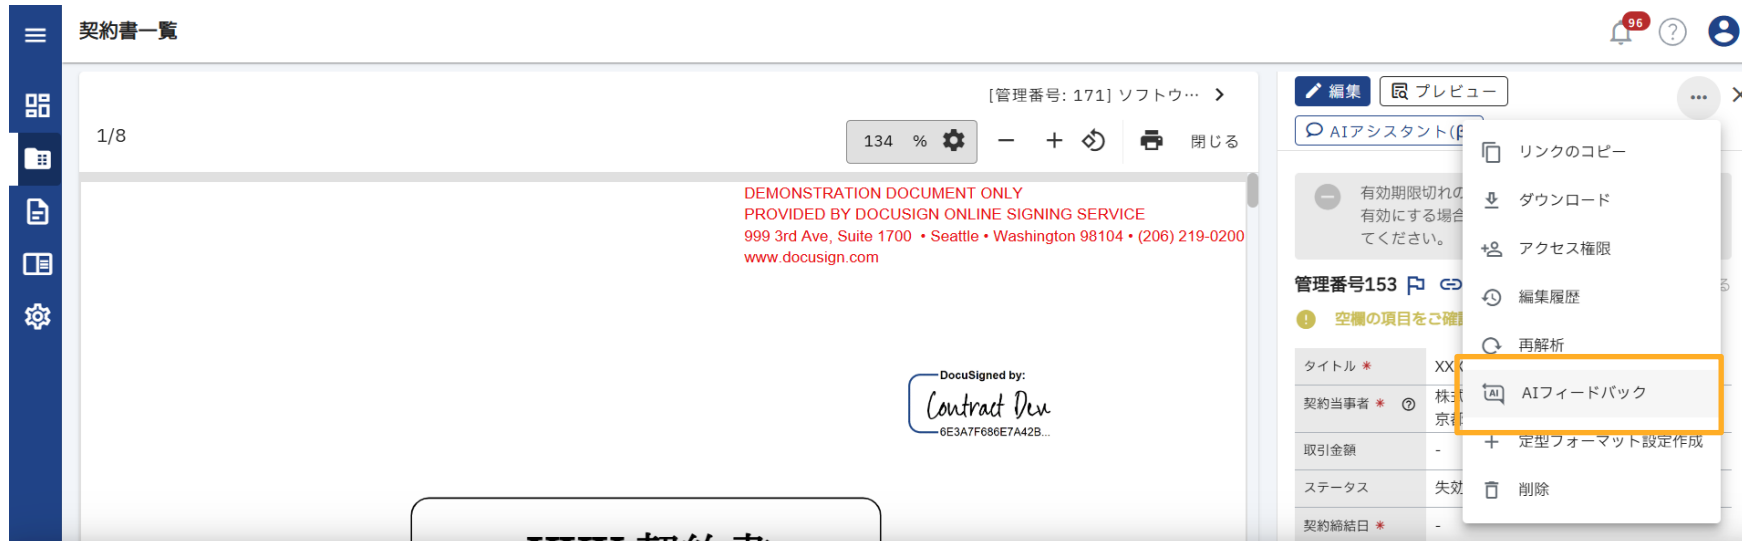 契約書一覧
96
[管理番号: 171] ソフトウ…
1/8
134 %
閉じる
DEMONSTRATION DOCUMENT ONLY
PROVIDED BY DOCUSIGN ONLINE SIGNING SERVICE
999 3rd Ave, Suite 1700 • Seattle • Washington 98104 • (206) 219-0200
www.docusign.com
DocuSigned by:
Contract Dev
6E3A7F686E7A42B...
編集
プレビュー
AIアシスタント(β
有効期限切れの
有効にする場合
てください。
管理番号153
る
空欄の項目をご確認
タイトル *
XXX
契約当事者 *
株式
京都
取引金額
-
ステータス
失効
契約締結日 *
-
リンクのコピー
ダウンロード
アクセス権限
編集履歴
再解析
AI
AIフィードバック
定型フォーマット設定作成
削除